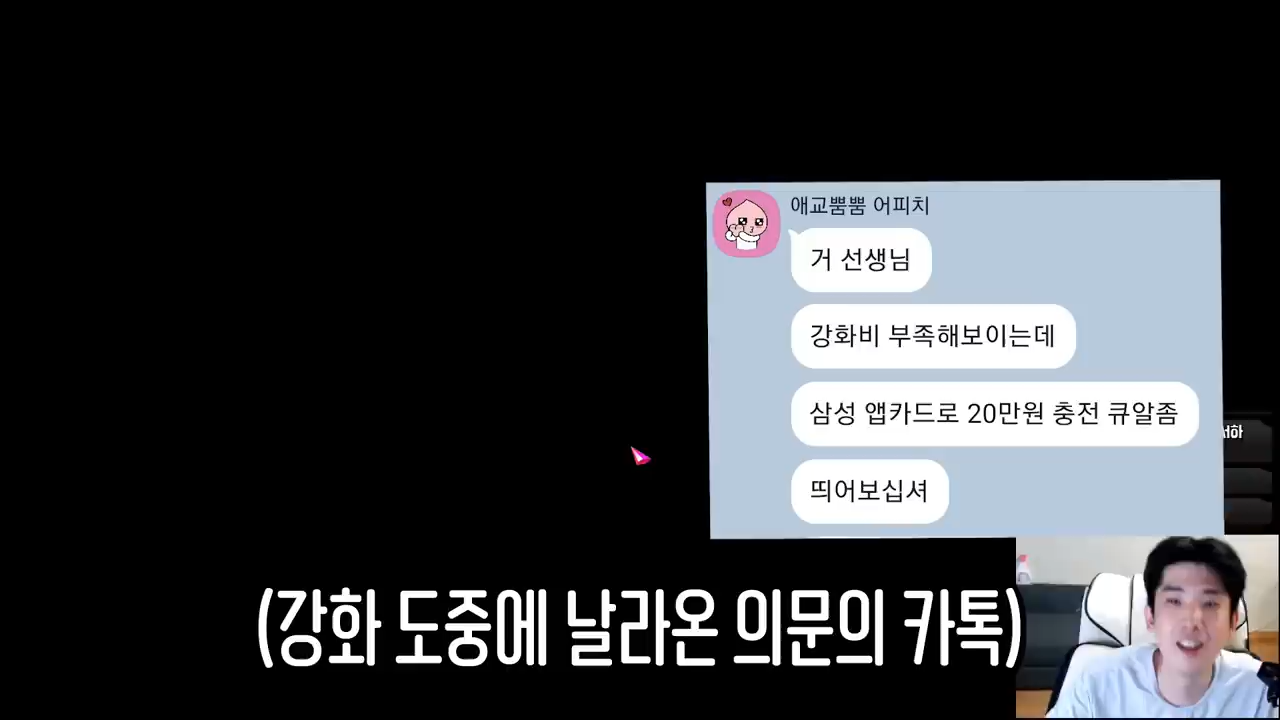 애교뿜뿜 어피치
거 선생님
강화비 부족해보이는데
삼성 앱카드로 20만원 충전 큐알좀
띄어보십셔
(강화 도중에 날라온 의문의 카톡)